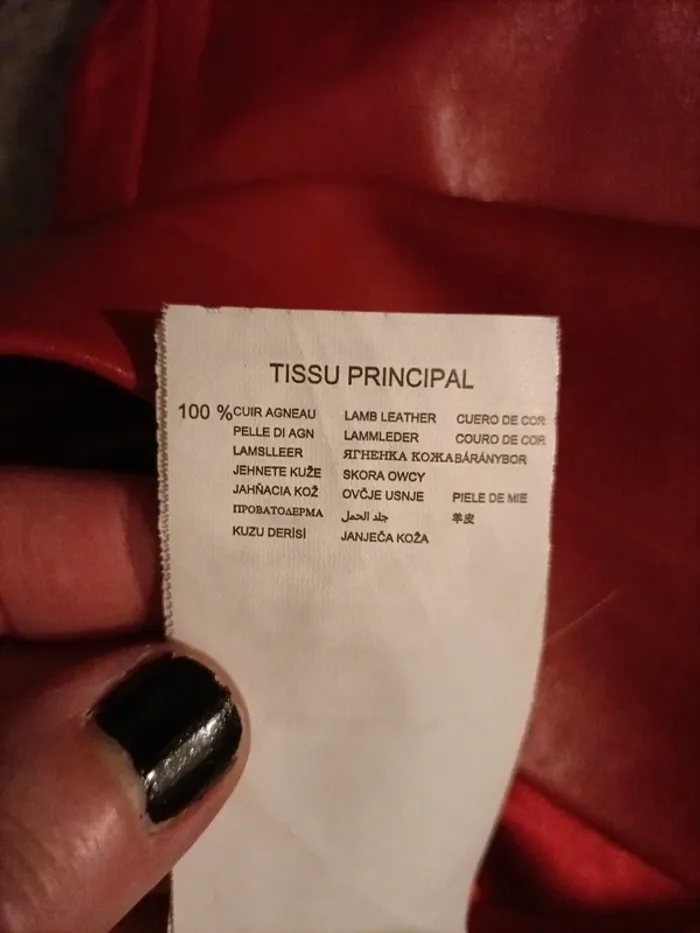 TISSU PRINCIPAL
100 % CUIR AGNEAU LAMB LEATHER CUERO DE COR
PELLE DI AGN LAMMLEDER COURO DE COR
LAMSLLEER ЯГНЕНКА КОЖА BÁRÁNYBOR
JEHNETE KUŽE SKORA OWCY
JAHŇACIA KOŽ OVČJE USNJE PIELE DE MIE
ΠΡΟΒΑΤΟΔΕΡΜΑ جلد الحمل 羊皮
KUZU DERİSİ JANJEČA KOŽA